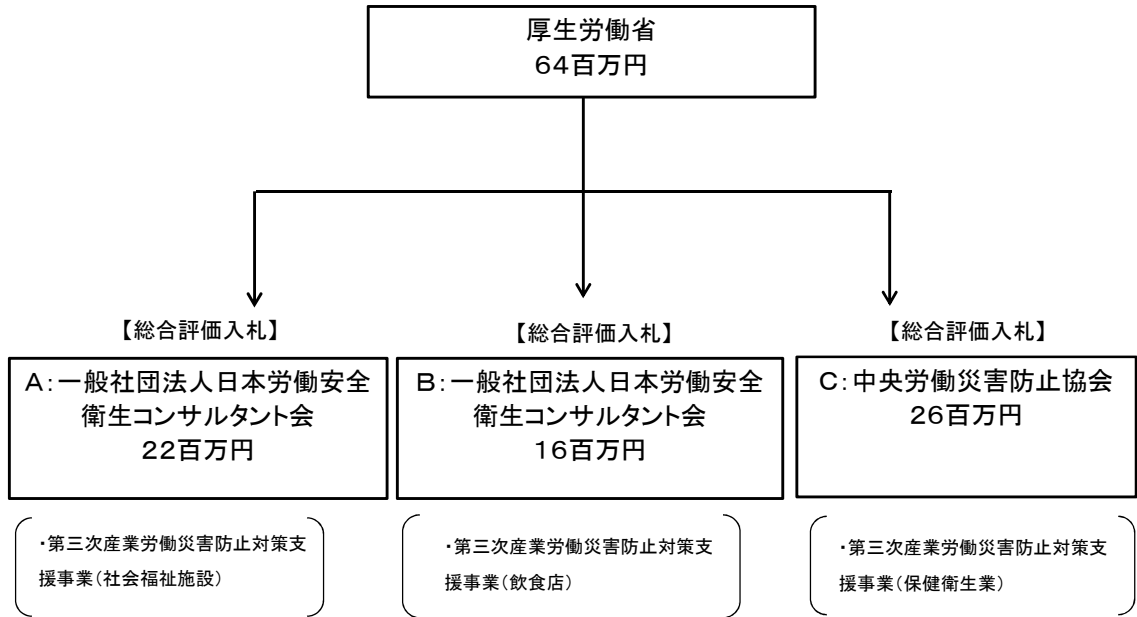 厚生労働省
64百万円
【総合評価入札】
【総合評価入札】
【総合評価入札】
A:一般社団法人日本労働安全
衛生コンサルタント会
22百万円
B:一般社団法人日本労働安全
衛生コンサルタント会
16百万円
C:中央労働災害防止協会
26百万円
・第三次産業労働災害防止対策支
援事業(社会福祉施設)
・第三次産業労働災害防止対策支
援事業(飲食店)
・第三次産業労働災害防止対策支
援事業(保健衛生業)